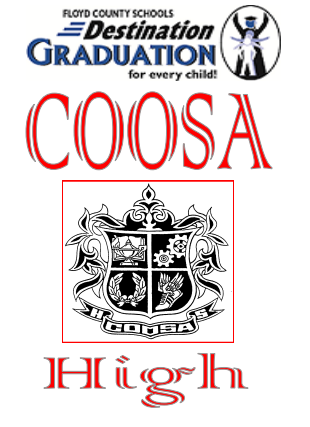 FLOYD COUNTY SCHOOLS
Destination
GRADUATION
for every child!
COOSA
H COOSA S
High